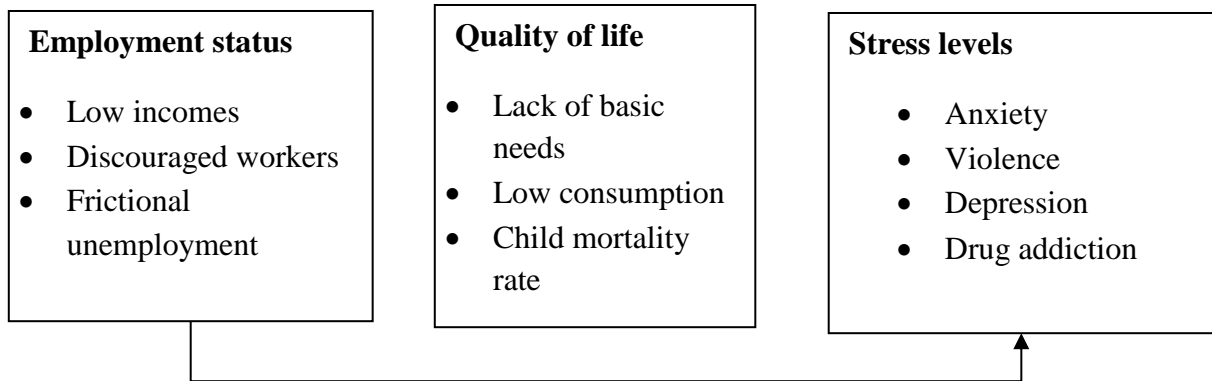 Employment status
• Low incomes
• Discouraged workers
• Frictional
unemployment
Quality of life
• Lack of basic
needs
• Low consumption
• Child mortality
rate
Stress levels
• Anxiety
• Violence
• Depression
• Drug addiction